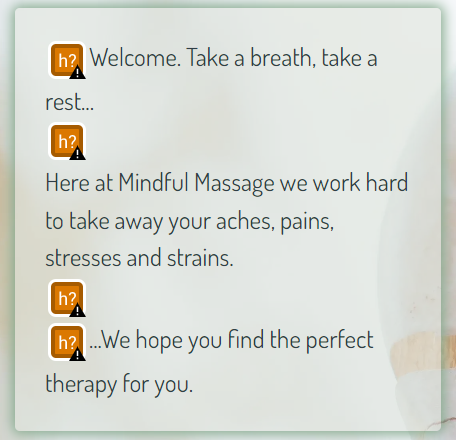 h? Welcome. Take a breath, take a
rest...
h?
Here at Mindful Massage we work hard
to take away your aches, pains,
stresses and strains.
h?
h? ...We hope you find the perfect
therapy for you.